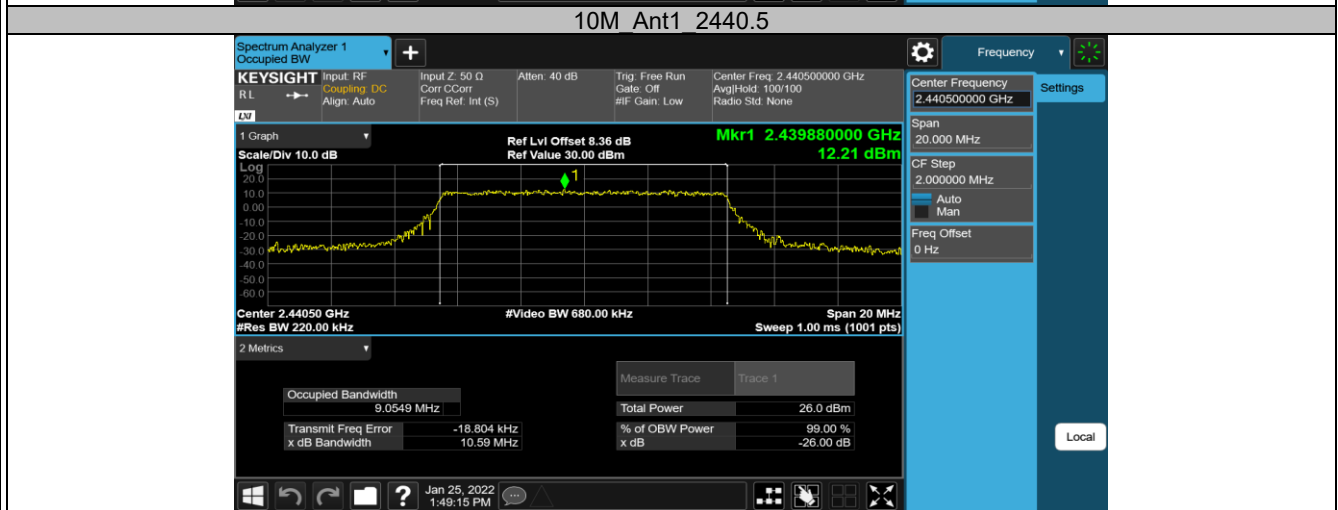 10M_Ant1_2440.5
Spectrum Analyzer 1
Occupied BW
+
Frequency
KEYSIGHT
RL
LXI
Input: RF
Coupling: DC
Align: Auto
Input Z: 50 Ω
Corr CCorr
Freq Ref: Int (S)
Atten: 40 dB
Trig: Free Run
Gate: Off
#IF Gain: Low
Center Freq: 2.440500000 GHz
Avg|Hold: 100/100
Radio Std: None
Center Frequency
2.440500000 GHz
Settings
Span
20.000 MHz
CF Step
2.000000 MHz
Auto
Man
Freq Offset
0 Hz
1 Graph
Scale/Div 10.0 dB
Ref Lvl Offset 8.36 dB
Ref Value 30.00 dBm
Mkr1 2.439880000 GHz
12.21 dBm
Log
20.0
10.0
0.00
-10.0
-20.0
-30.0
-40.0
-50.0
-60.0
1
Center 2.44050 GHz
#Res BW 220.00 kHz
#Video BW 680.00 kHz
Span 20 MHz
Sweep 1.00 ms (1001 pts)
2 Metrics
Measure Trace Trace 1
Occupied Bandwidth
9.0549 MHz
Total Power 26.0 dBm
Transmit Freq Error -18.804 kHz
% of OBW Power 99.00 %
x dB Bandwidth 10.59 MHz
x dB -26.00 dB
Local
?
Jan 25, 2022
1:49:15 PM